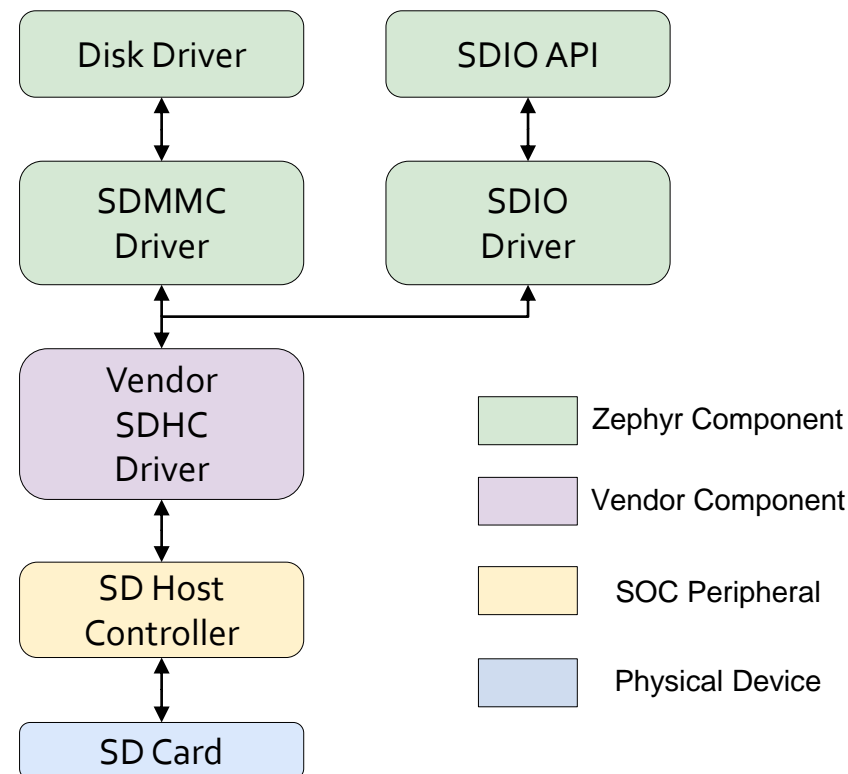 Disk Driver
SDIO API
SDMMC
Driver
SDIO
Driver
Vendor
SDHC
Driver
SD Host
Controller
SD Card
Zephyr Component
Vendor Component
SOC Peripheral
Physical Device